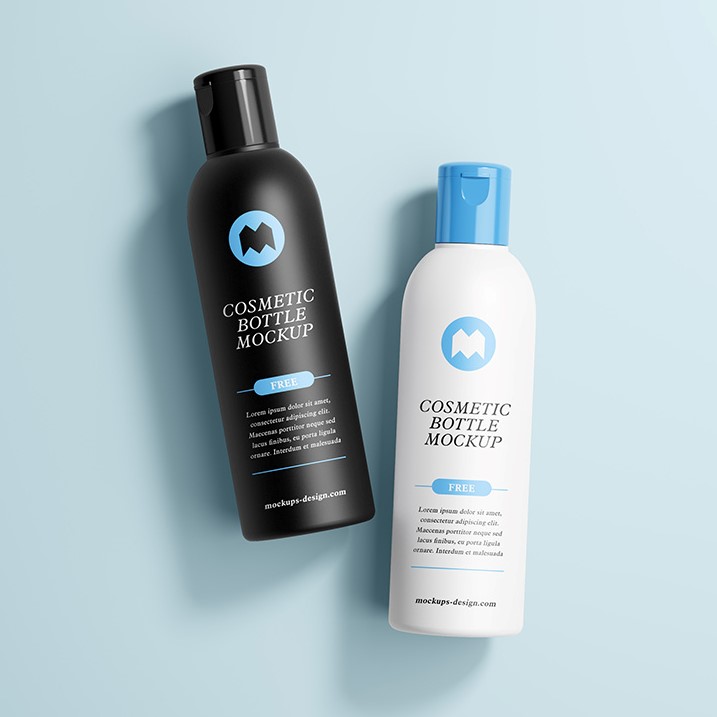 COSMETIC
BOTTLE
MOCKUP
FREE
Lorem ipsum dolor sit amet,
consectetur adipiscing elit.
Maecenas porttitor neque sed
lacus finibus, eu porta ligula
ornare. Interdum et malesuada
mockups-design.com
COSMETIC
BOTTLE
MOCKUP
FREE
Lorem ipsum dolor sit amet,
consectetur adipiscing elit.
Maecenas porttitor neque sed
lacus finibus, eu porta ligula
ornare. Interdum et malesuada
mockups-design.com